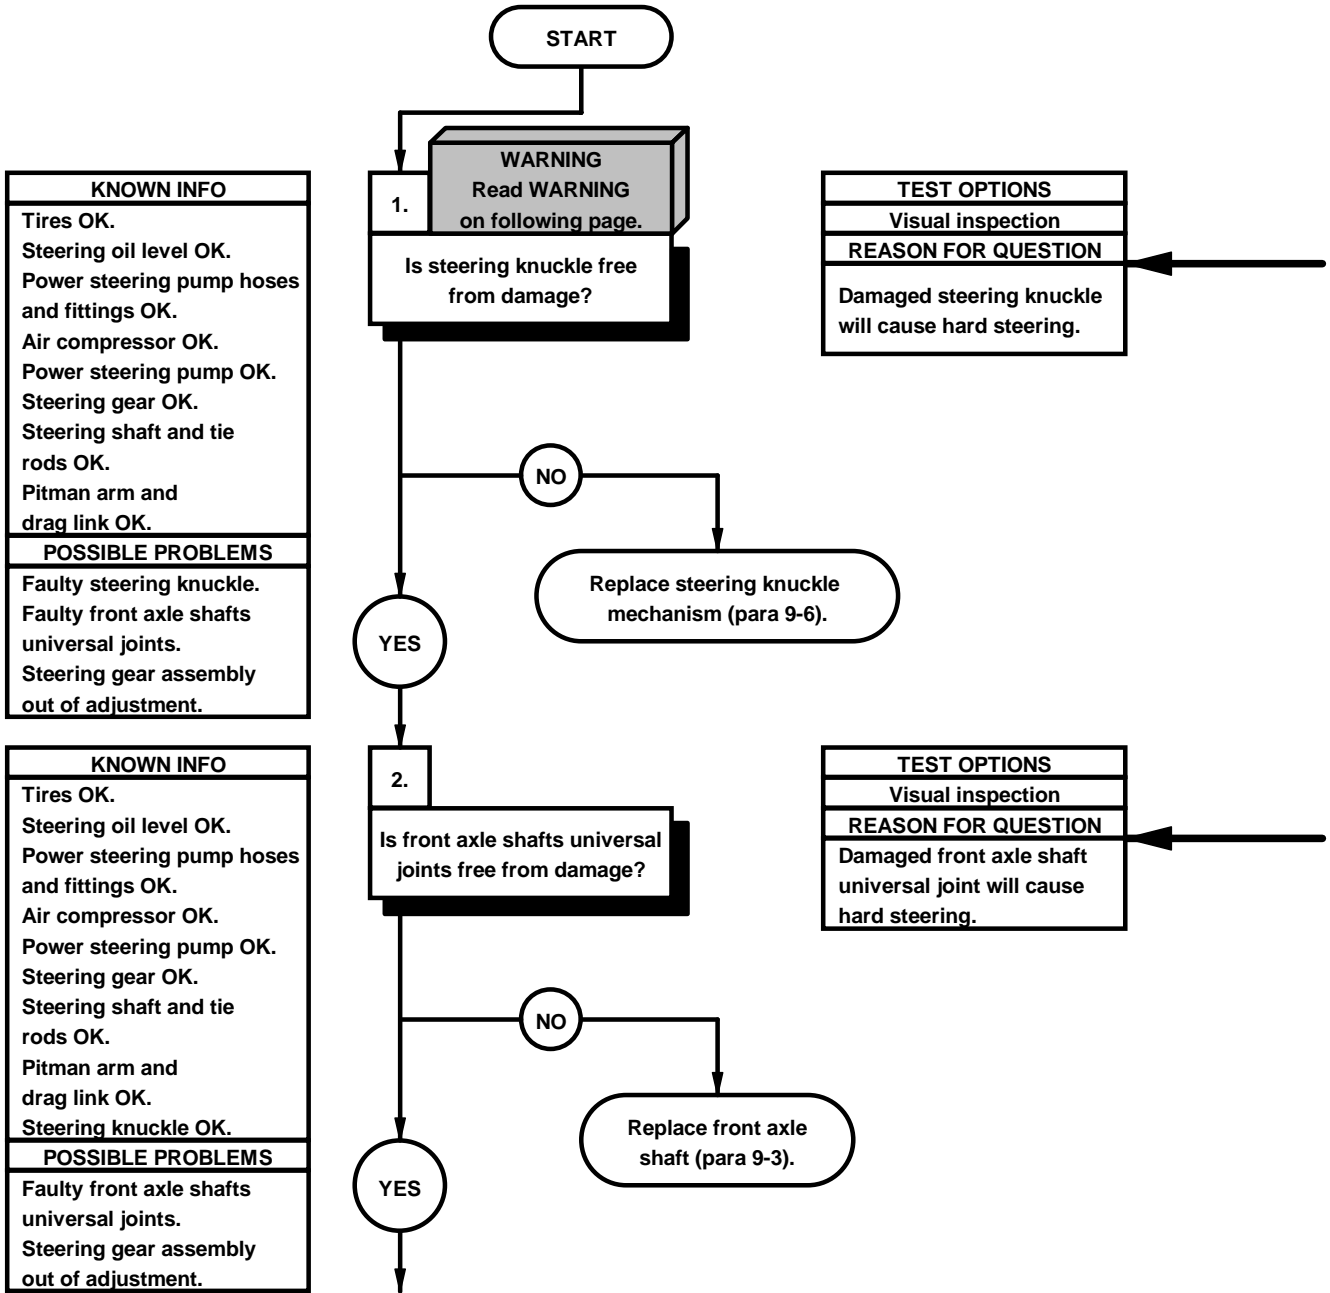 START
WARNING
Read WARNING
on following page.
KNOWN INFO
Tires OK.
Steering oil level OK.
Power steering pump hoses
and fittings OK.
Air compressor OK.
Power steering pump OK.
Steering gear OK.
Steering shaft and tie
rods OK.
Pitman arm and
drag link OK.
POSSIBLE PROBLEMS
Faulty steering knuckle.
Faulty front axle shafts
universal joints.
Steering gear assembly
out of adjustment.
1.
Is steering knuckle free
from damage?
TEST OPTIONS
Visual inspection
REASON FOR QUESTION
Damaged steering knuckle
will cause hard steering.
NO
Replace steering knuckle
mechanism (para 9-6).
YES
KNOWN INFO
Tires OK.
Steering oil level OK.
Power steering pump hoses
and fittings OK.
Air compressor OK.
Power steering pump OK.
Steering gear OK.
Steering shaft and tie
rods OK.
Pitman arm and
drag link OK.
Steering knuckle OK.
POSSIBLE PROBLEMS
Faulty front axle shafts
universal joints.
Steering gear assembly
out of adjustment.
2.
Is front axle shafts universal
joints free from damage?
TEST OPTIONS
Visual inspection
REASON FOR QUESTION
Damaged front axle shaft
universal joint will cause
hard steering.
NO
Replace front axle
shaft (para 9-3).
YES